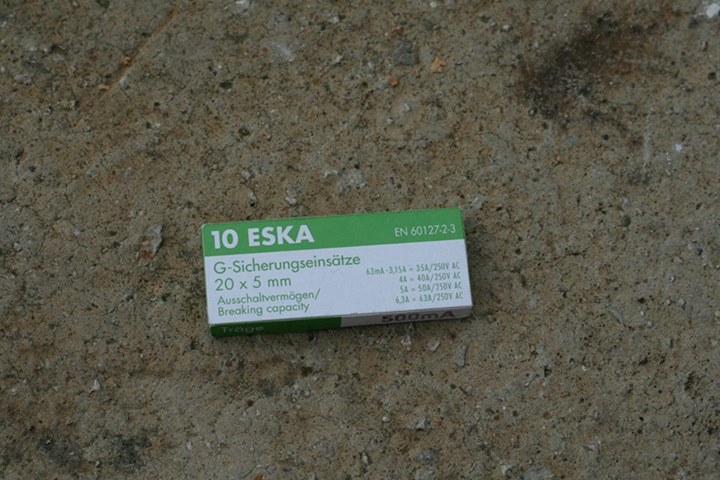 10 ESKA
EN 60127-2-3
G-Sicherungseinsätze
20 x 5 mm
Ausschaltvermögen/
Breaking capacity
63mA -3,15A = 35A/250V AC
4A = 40A/250V AC
5A = 50A/250V AC
6,3A = 63A/250V AC
Träge
500mA